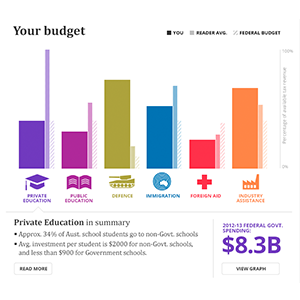 Your budget
YOU READER AVG. FEDERAL BUDGET
100%
Percentage of available tax revenue
0%
PRIVATE EDUCATION
PUBLIC EDUCATION
DEFENCE
IMMIGRATION
FOREIGN AID
INDUSTRY ASSISTANCE
Private Education in summary
• Approx. 34% of Aust. school students go to non-Govt. schools
• Avg. investment per student is $2000 for non-Govt. schools,
and less than $900 for Government schools.
READ MORE
2012-13 FEDERAL GOVT.
SPENDING:
$8.3B
VIEW GRAPH